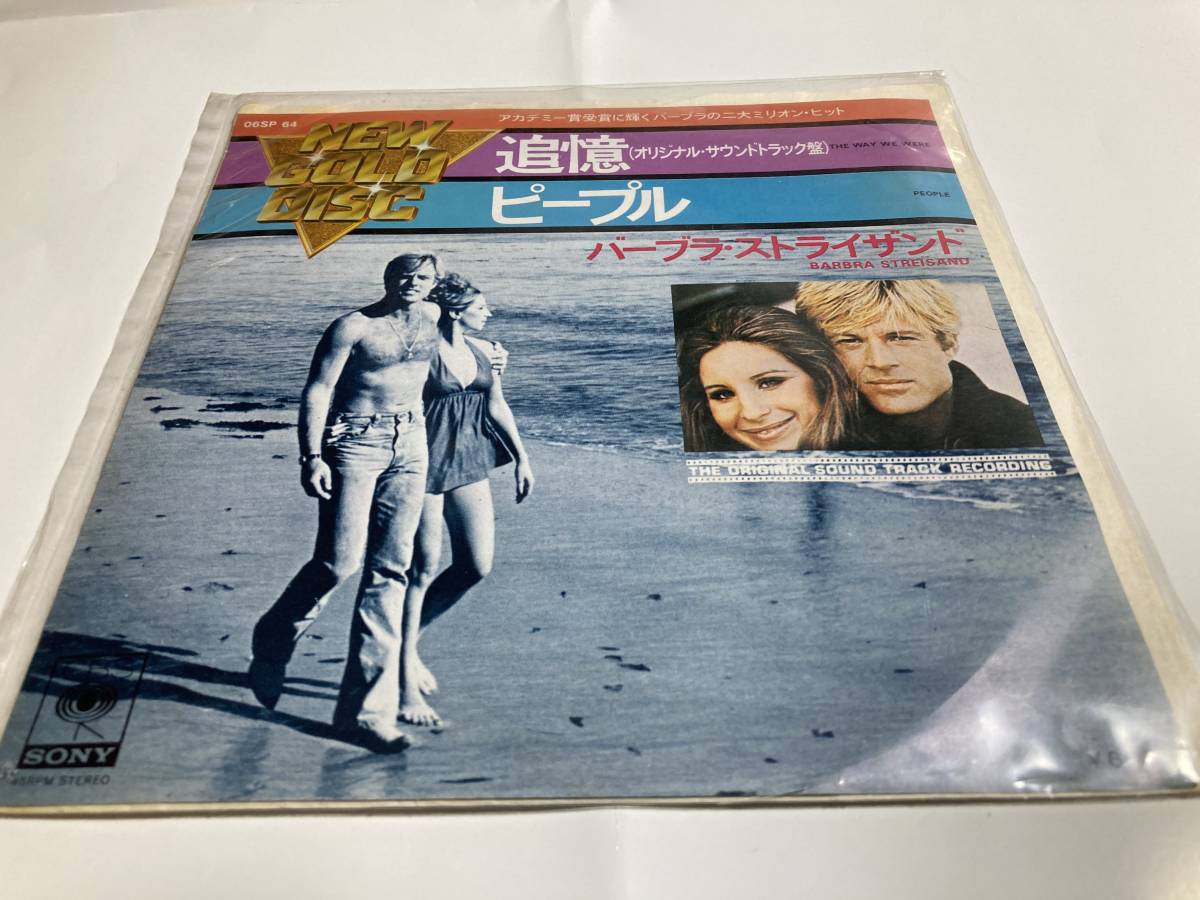 06SP 64
NEW
GOLD
DISC
アカデミー賞受賞に輝くバーブラの二大ミリオン・ヒット
追憶(オリジナル・サウンドトラック盤) THE WAY WE WERE
ピープル PEOPLE
バーブラ・ストライザンド
BARBRA STREISAND
THE ORIGINAL SOUND TRACK RECORDING
SONY
45RPM STEREO